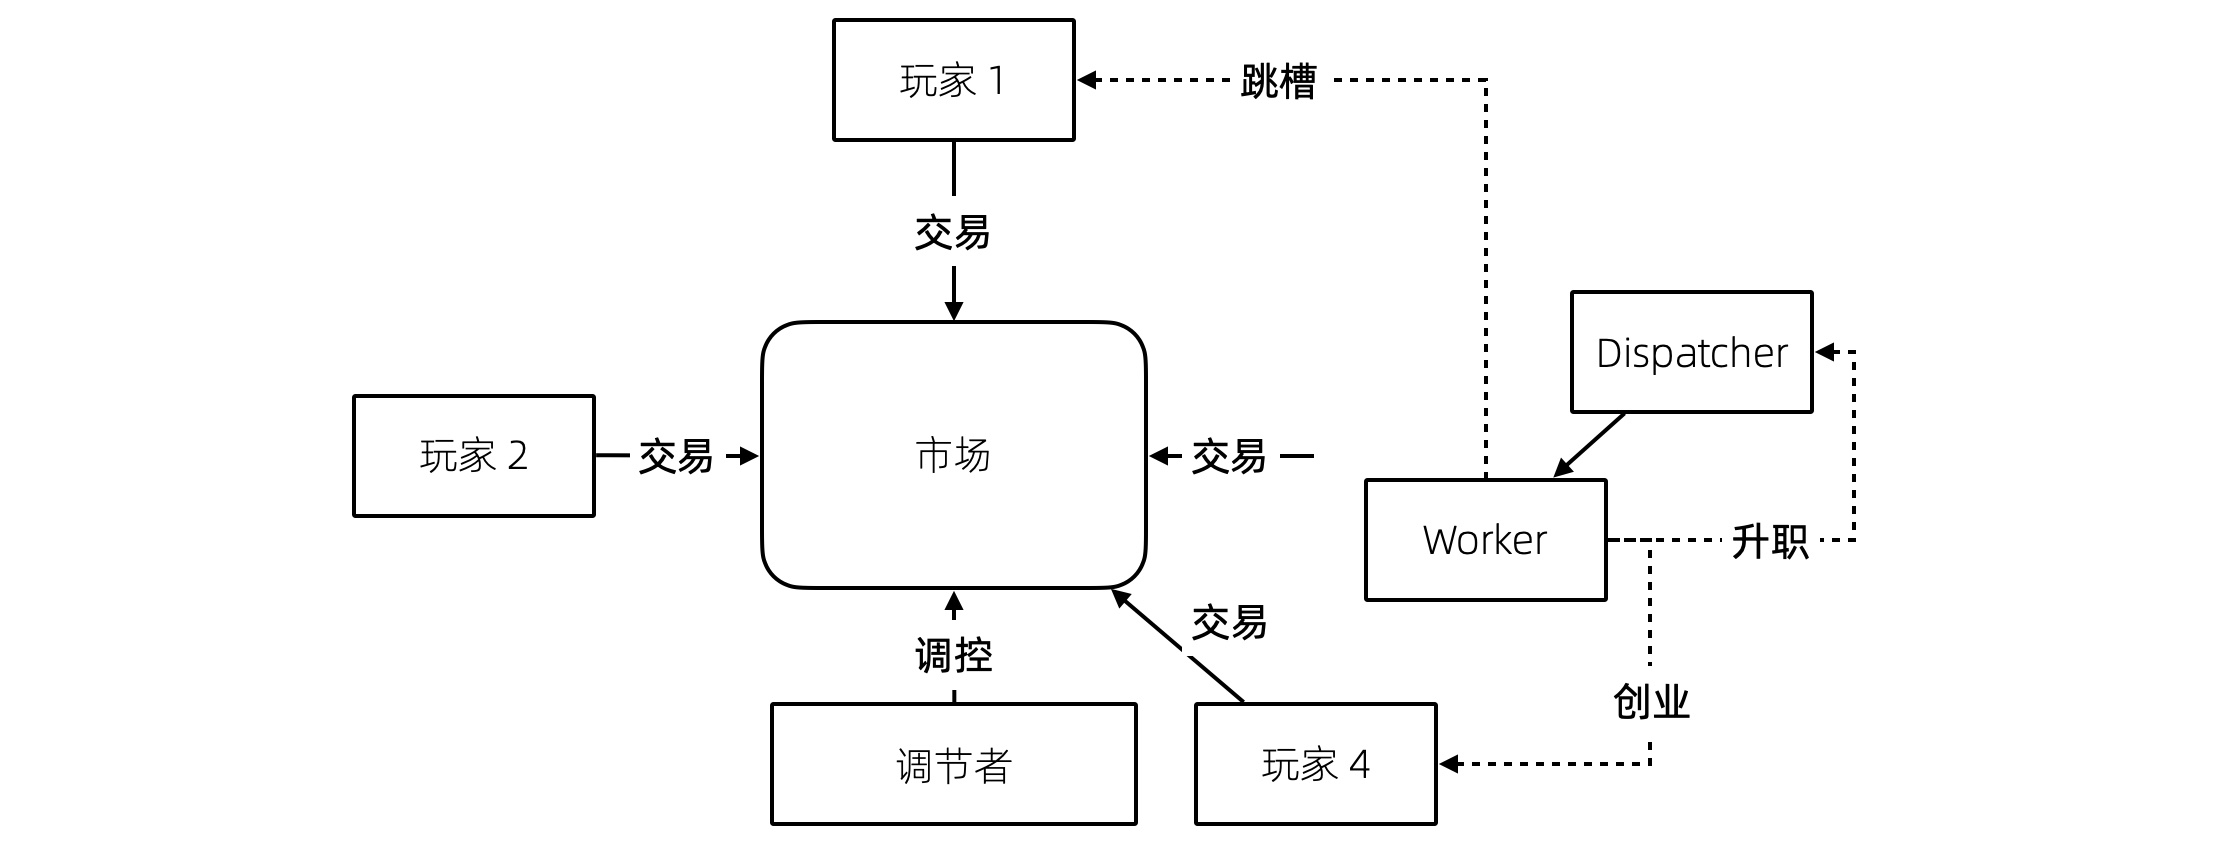 玩家 1
跳槽
交易
Dispatcher
玩家 2
交易
市场
交易
Worker
升职
交易
调控
创业
调节者
玩家 4